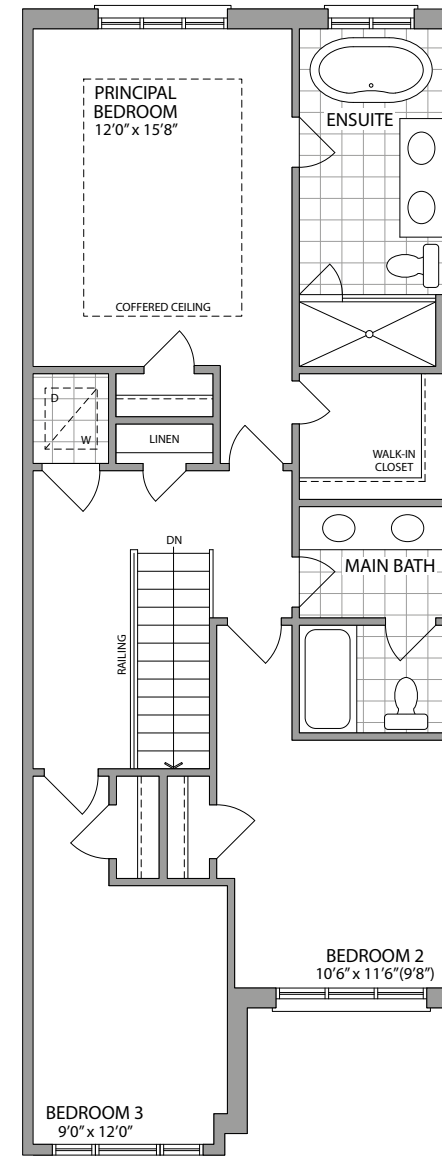 PRINCIPAL
BEDROOM
12’0” x 15’8”
ENSUITE
COFFERED CEILING
D
W
LINEN
WALK-IN
CLOSET
DN
MAIN BATH
RAILING
BEDROOM 2
10’6” x 11’6”(9’8”)
BEDROOM 3
9’0” x 12’0”